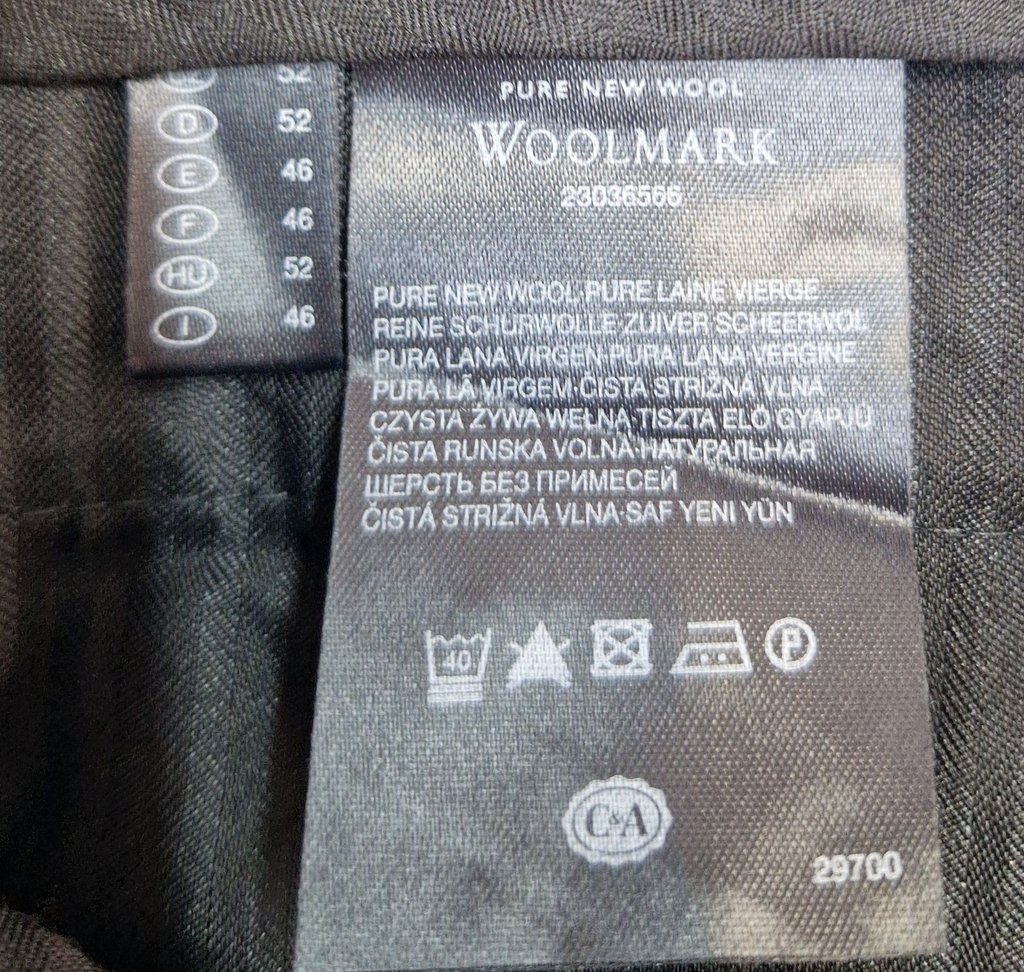 52
D 52
E 46
F 46
HU 52
I 46
PURE NEW WOOL
WOOLMARK
23036566
PURE NEW WOOL·PURE LAINE VIERGE
REINE SCHURWOLLE·ZUIVER SCHEERWOL
PURA LANA VIRGEN·PURA LANA VERGINE
PURA LÃ VIRGEM·ČISTA STRIŽNA VLNA
CZYSTA ŻYWA WEŁNA·TISZTA ELŐ GYAPJÚ
ČISTA RUNSKA VOLNA·НАТУРАЛЬНАЯ
ШЕРСТЬ БЕЗ ПРИМЕСЕЙ
ČISTÁ STRIŽNÁ VLNA·SAF YENI YÜN
40 P
C&A
29700